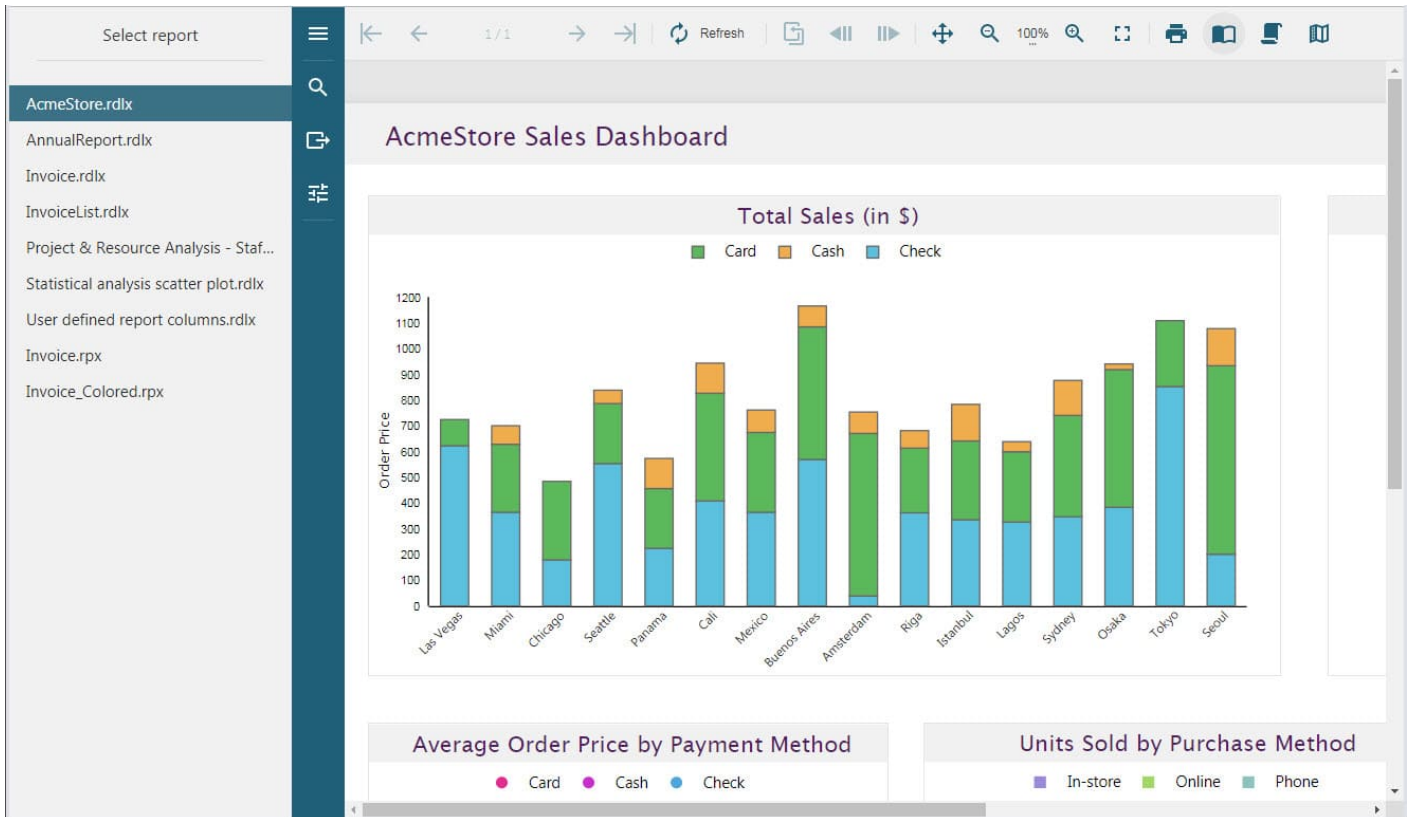 Select report
AcmeStore.rdlx
AnnualReport.rdlx
Invoice.rdlx
InvoiceList.rdlx
Project & Resource Analysis - Staf...
Statistical analysis scatter plot.rdlx
User defined report columns.rdlx
Invoice.rpx
Invoice_Colored.rpx
1/1 Refresh 100%
AcmeStore Sales Dashboard
Total Sales (in $)
Card Cash Check
Order Price
1200
1100
1000
900
800
700
600
500
400
300
200
100
0
Las Vegas Miami Chicago Seattle Panama Cali Mexico Buenos Aires Amsterdam Riga Istanbul Lagos Sydney Osaka Tokyo Seoul
Average Order Price by Payment Method
Card Cash Check
Units Sold by Purchase Method
In-store Online Phone